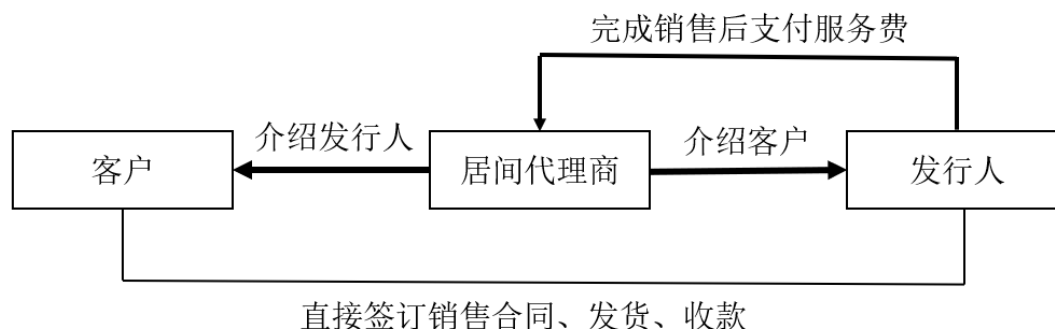 完成销售后支付服务费
介绍发行人
介绍客户
客户
居间代理商
发行人
直接签订销售合同、发货、收款